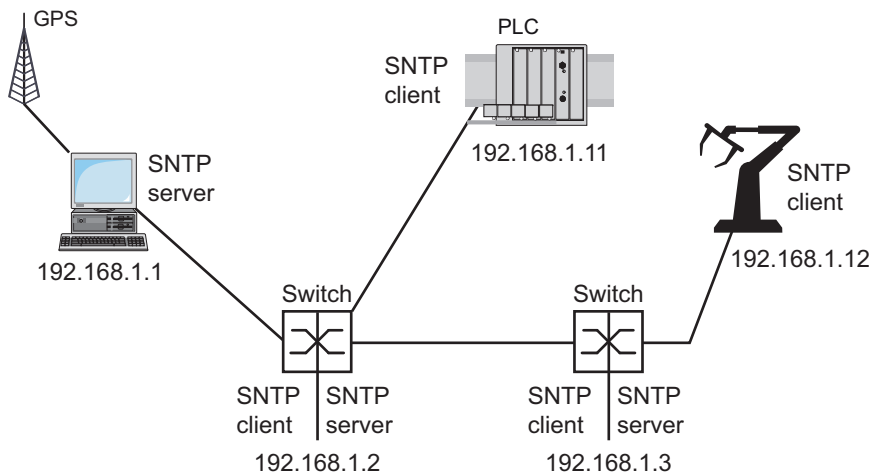 GPS
PLC
SNTP
client
192.168.1.11
SNTP
server
192.168.1.1
SNTP
client
192.168.1.12
Switch
SNTP
client
SNTP
server
192.168.1.2
Switch
SNTP
client
SNTP
server
192.168.1.3